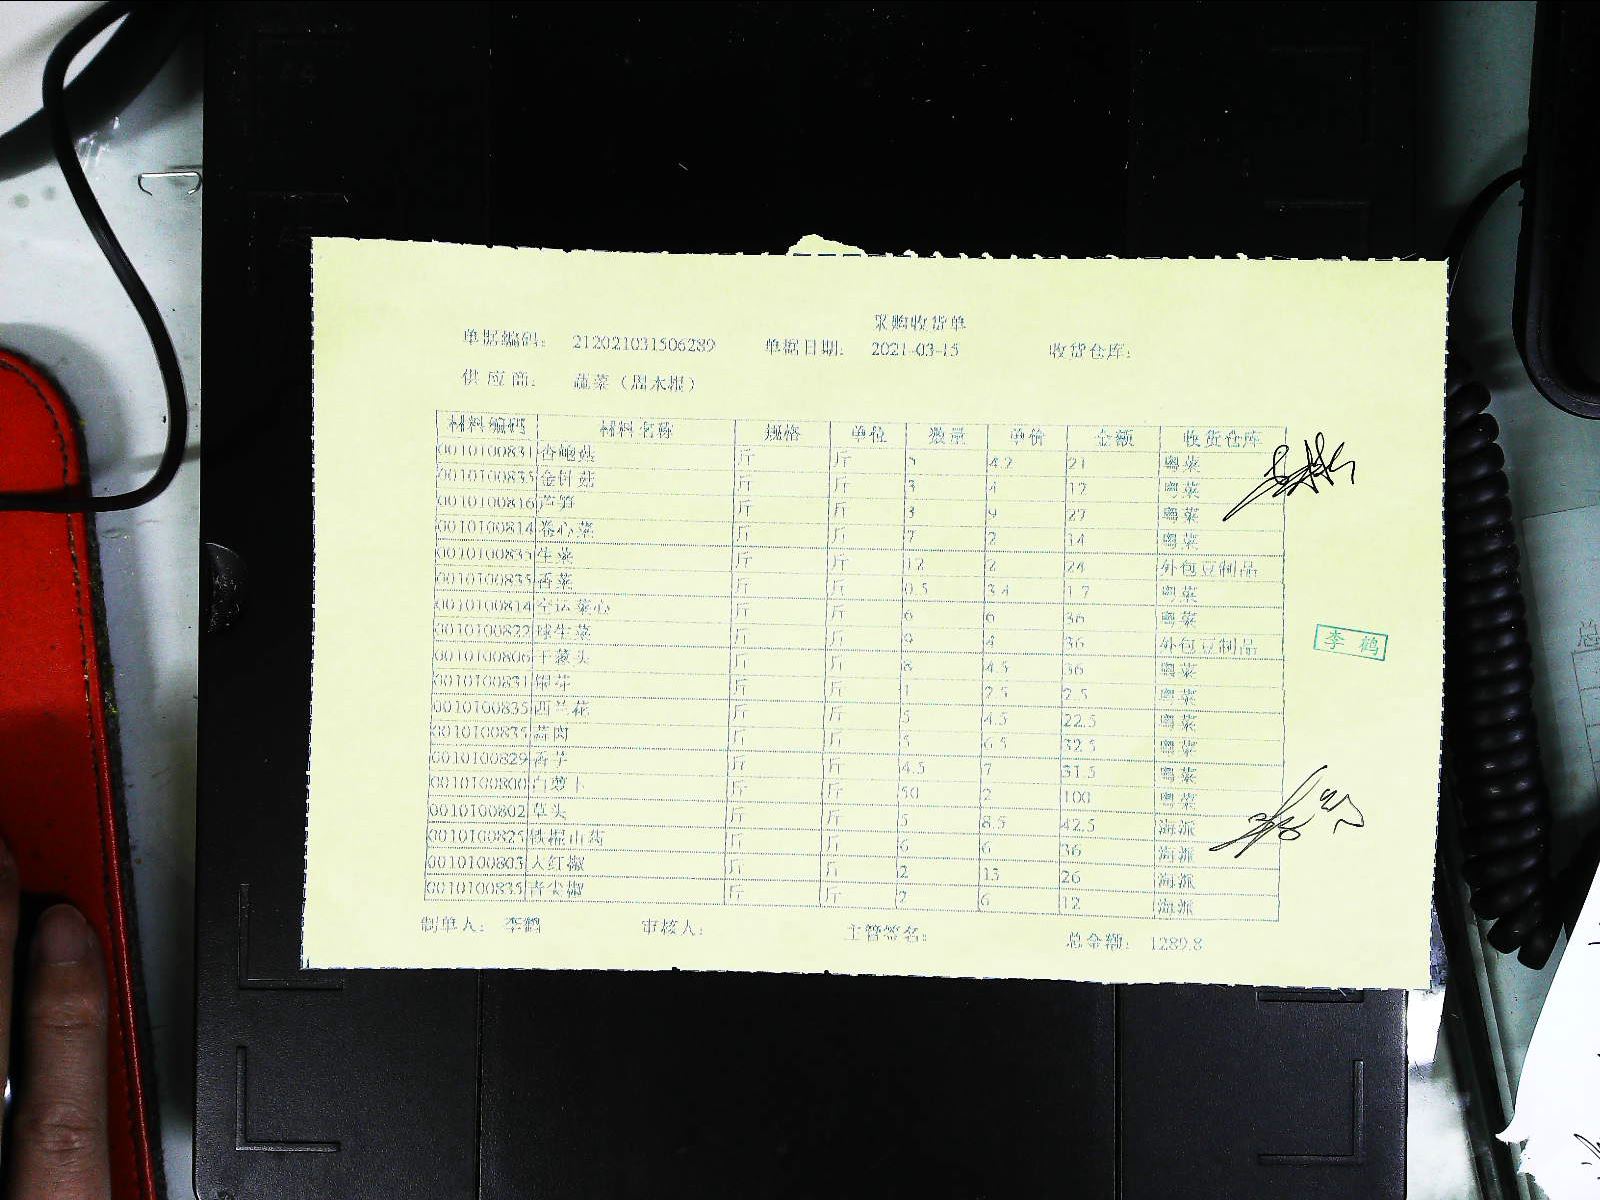 采购收货单
单据编码： 212021031506289 单据日期： 2021-03-15 收货仓库：
供 应 商： 蔬菜（周木根）
材料编码 材料名称 规格 单位 数量 单价 金额 收货仓库
0010100831 杏鲍菇 斤 斤 5 4.2 21 粤菜
0010100835 金针菇 斤 斤 3 4 12 粤菜
0010100816 芦笋 斤 斤 3 9 27 粤菜
0010100814 卷心菜 斤 斤 7 2 14 粤菜
0010100835 生菜 斤 斤 12 2 24 外包豆制品
0010100835 香菜 斤 斤 0.5 3.4 1.7 粤菜
0010100814 空运菜心 斤 斤 6 6 36 粤菜
0010100822 球生菜 斤 斤 9 4 36 外包豆制品
0010100806 干葱头 斤 斤 8 4.5 36 粤菜
0010100831 银芽 斤 斤 1 2.5 2.5 粤菜
0010100835 西兰花 斤 斤 5 4.5 22.5 粤菜
0010100835 蒜肉 斤 斤 5 6.5 32.5 粤菜
0010100829 香芋 斤 斤 4.5 7 31.5 粤菜
0010100800 白萝卜 斤 斤 50 2 100 粤菜
0010100802 草头 斤 斤 5 8.5 42.5 海派
0010100825 铁棍山药 斤 斤 6 6 36 海派
0010100803 大红椒 斤 斤 2 13 26 海派
0010100835 青尖椒 斤 斤 2 6 12 海派
李鹤
制单人： 李鹤 审核人： 主管签名： 总金额： 1289.8